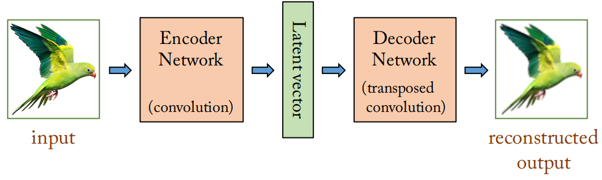 input
Encoder
Network
(convolution)
Latent vector
Decoder
Network
(transposed
convolution)
reconstructed
output